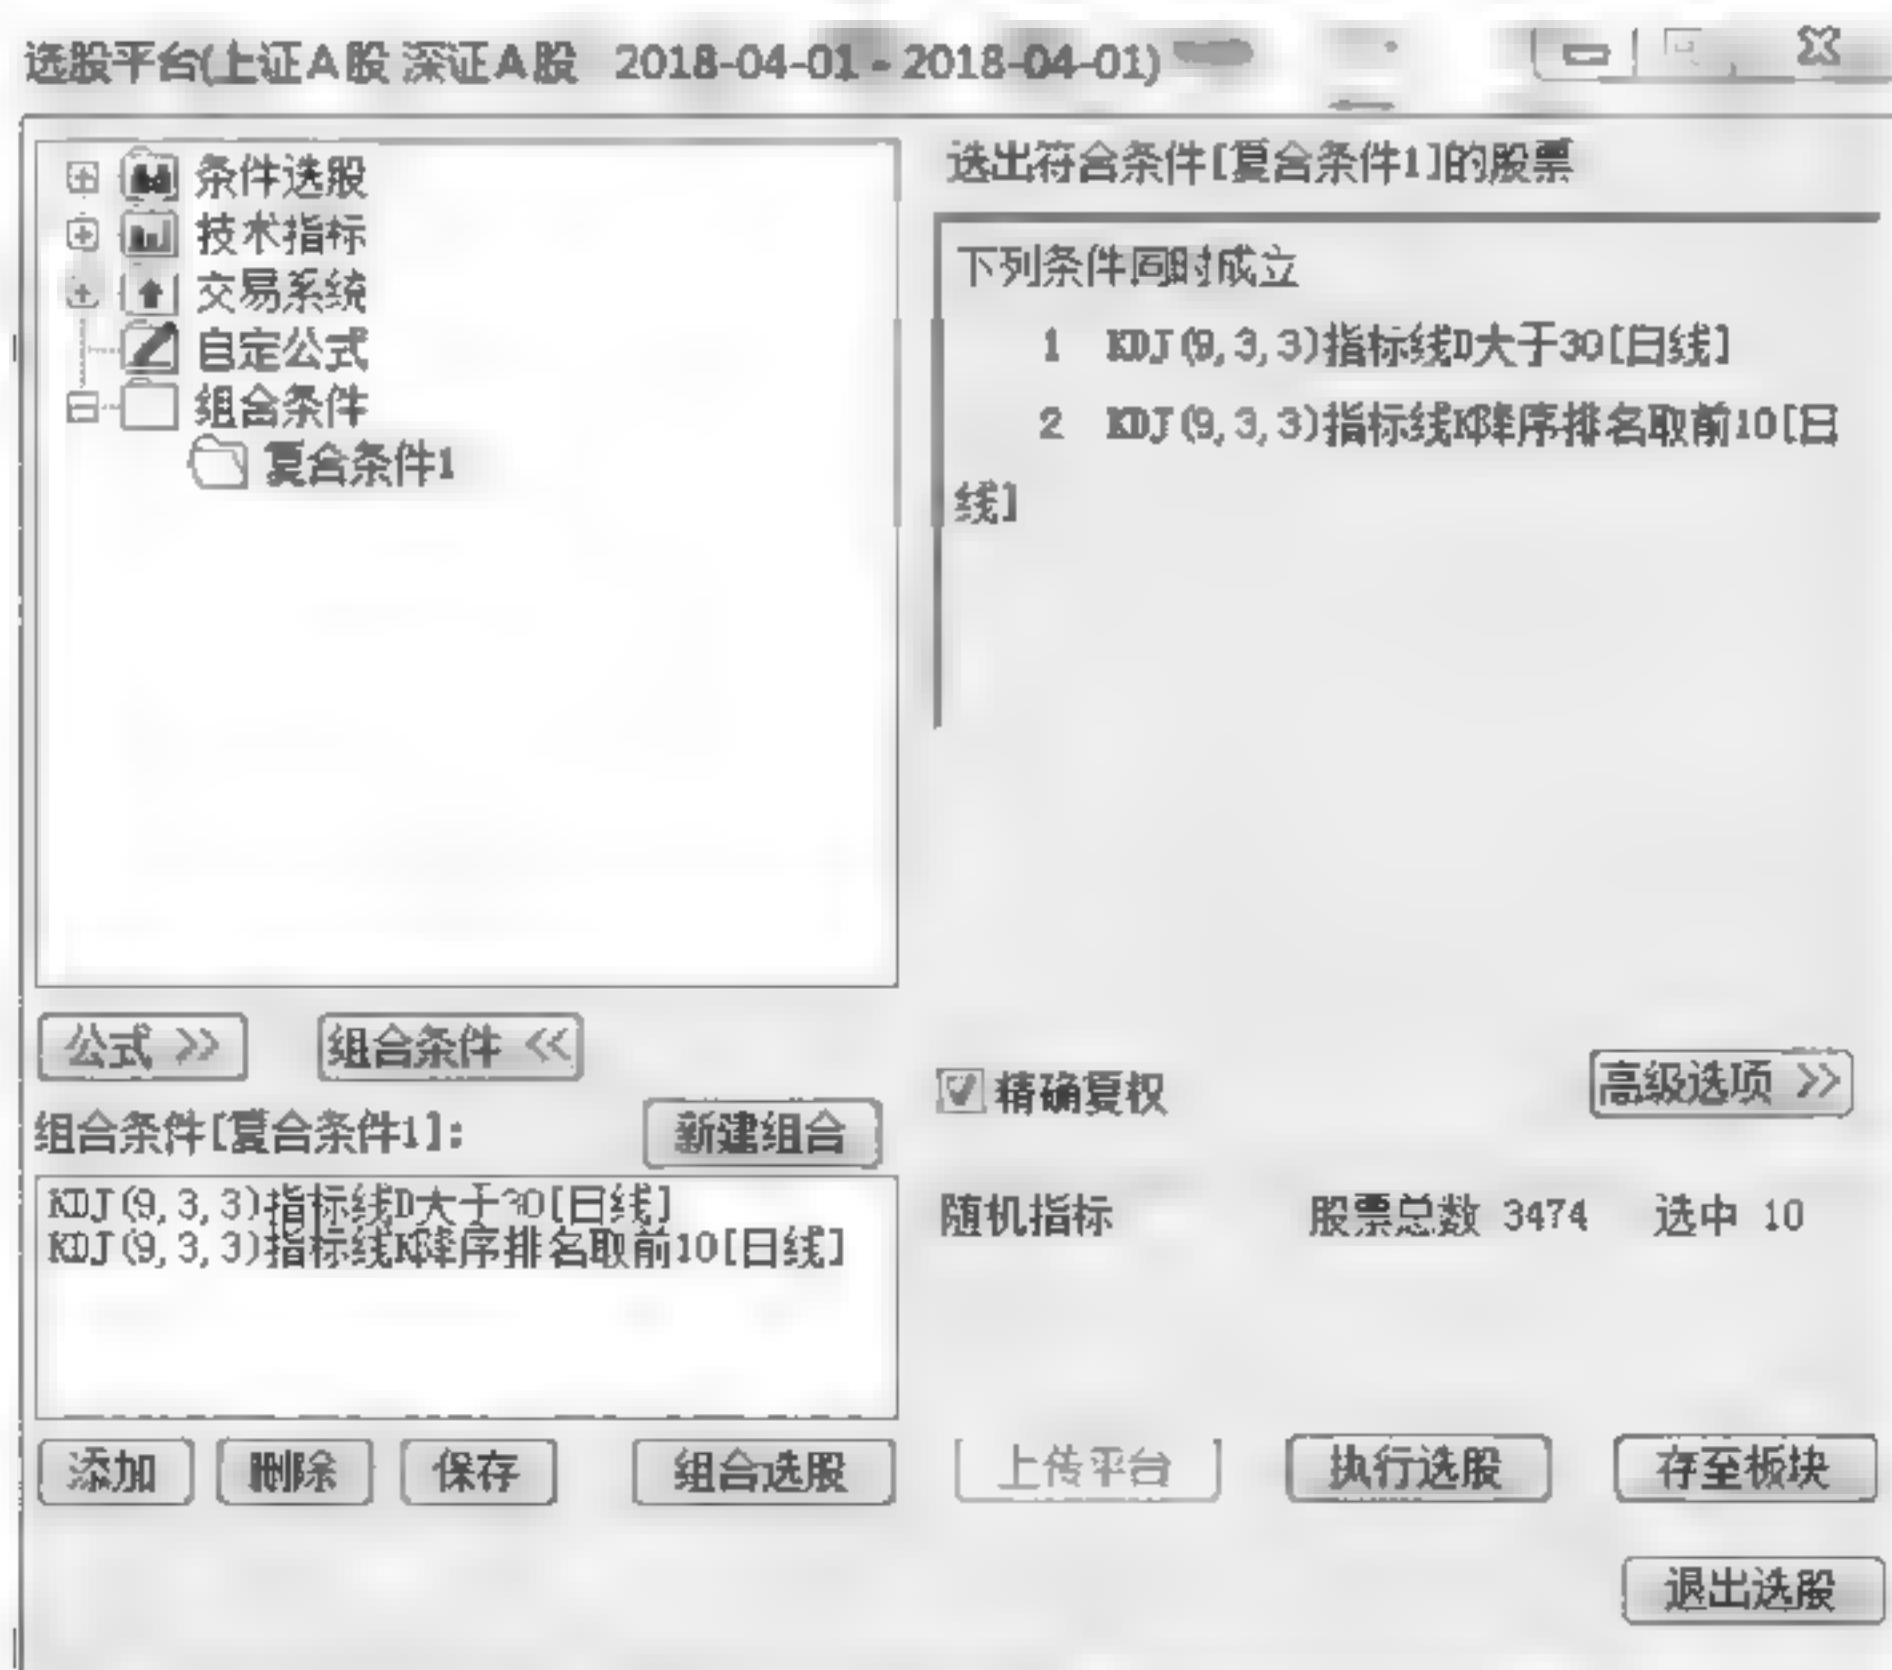 选股平台(上证A股 深证A股 2018-04-01 - 2018-04-01)
条件选股
技术指标
交易系统
自定公式
组合条件
复合条件1
公式 >>
组合条件 <<
组合条件[复合条件1]:
新建组合
KDJ(9,3,3)指标线D大于30[日线]
KDJ(9,3,3)指标线K降序排名取前10[日线]
添加
删除
保存
组合选股
选出符合条件[复合条件1]的股票
下列条件同时成立
1 KDJ(9,3,3)指标线D大于30[日线]
2 KDJ(9,3,3)指标线K降序排名取前10[日
线]
精确复权
高级选项 >>
随机指标 股票总数 3474 选中 10
上传平台
执行选股
存至板块
退出选股